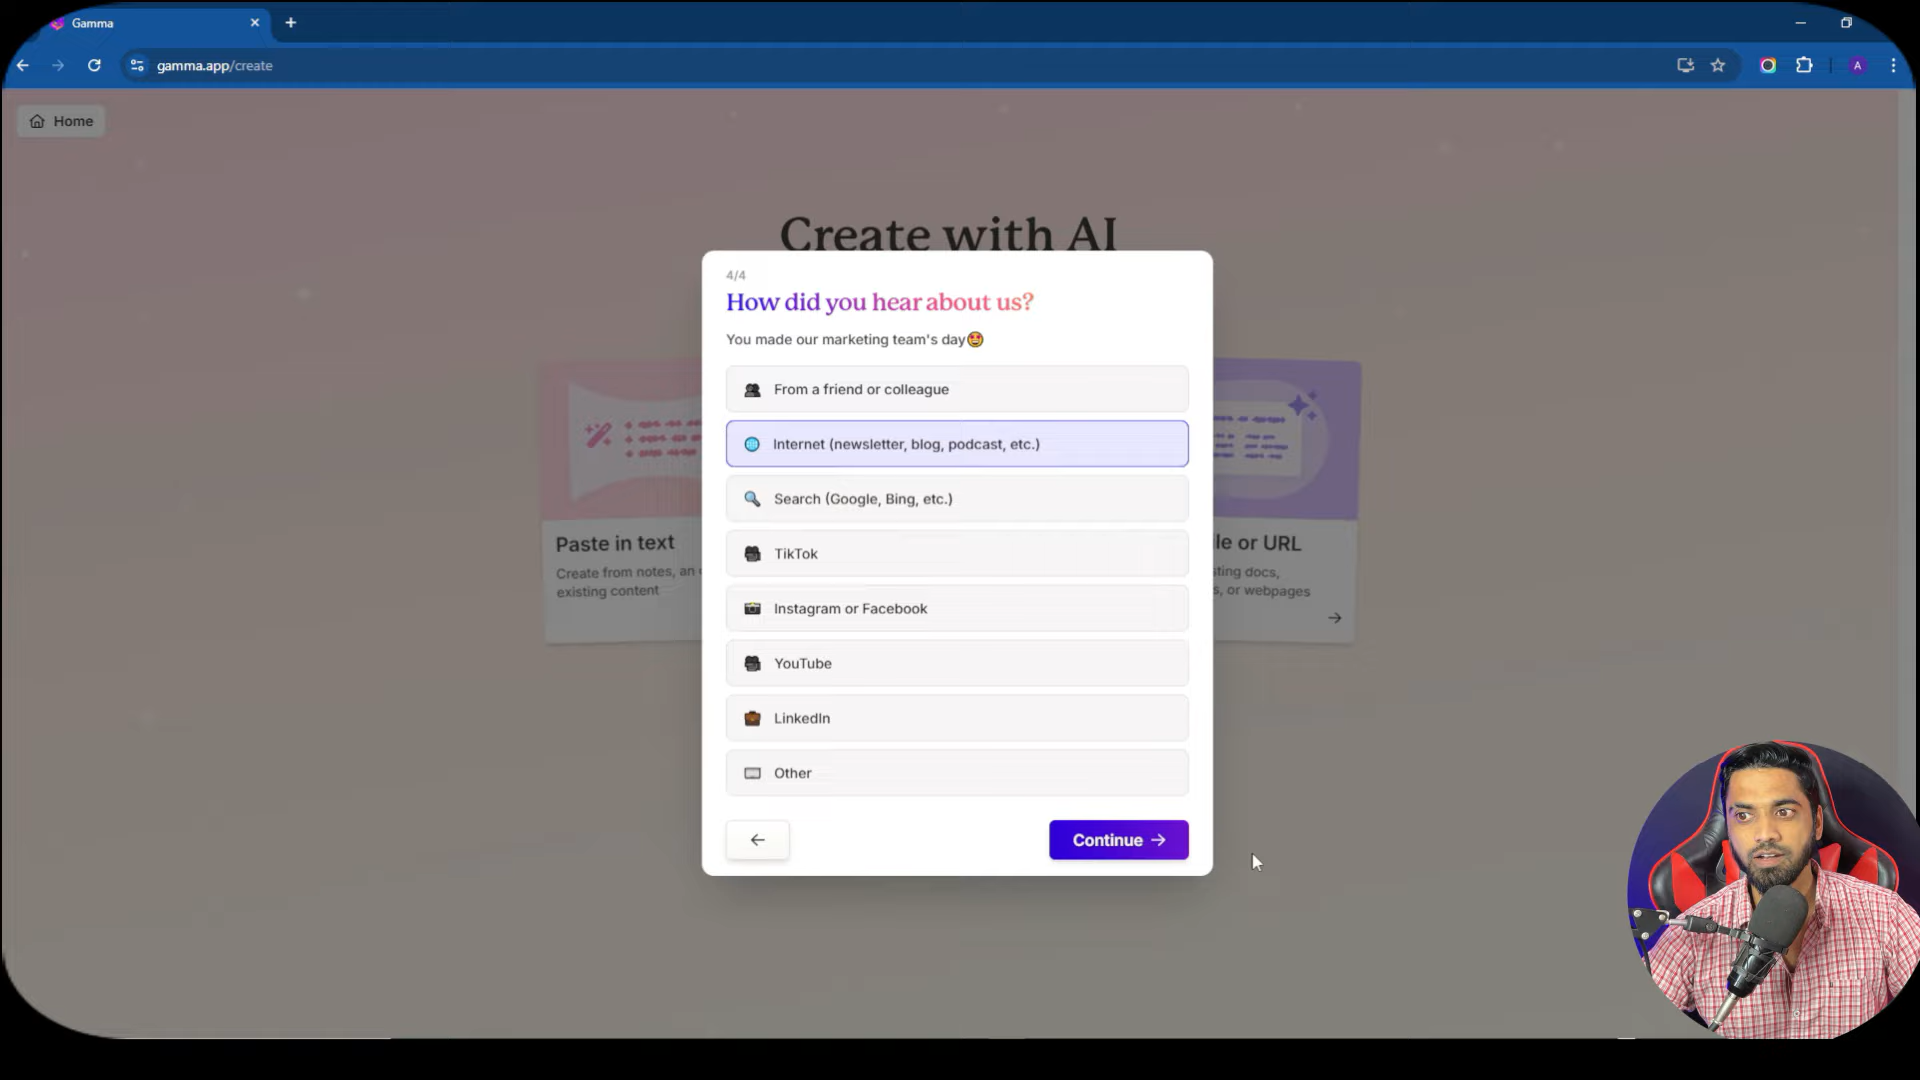 Gamma
gamma.app/create
A
Home
Create with AI
4/4
How did you hear about us?
You made our marketing team's day🤩
From a friend or colleague
Internet (newsletter, blog, podcast, etc.)
Search (Google, Bing, etc.)
TikTok
Instagram or Facebook
YouTube
LinkedIn
Other
Continue
Paste in text
Create from notes, an
existing content
le or URL
sting docs,
s, or webpages